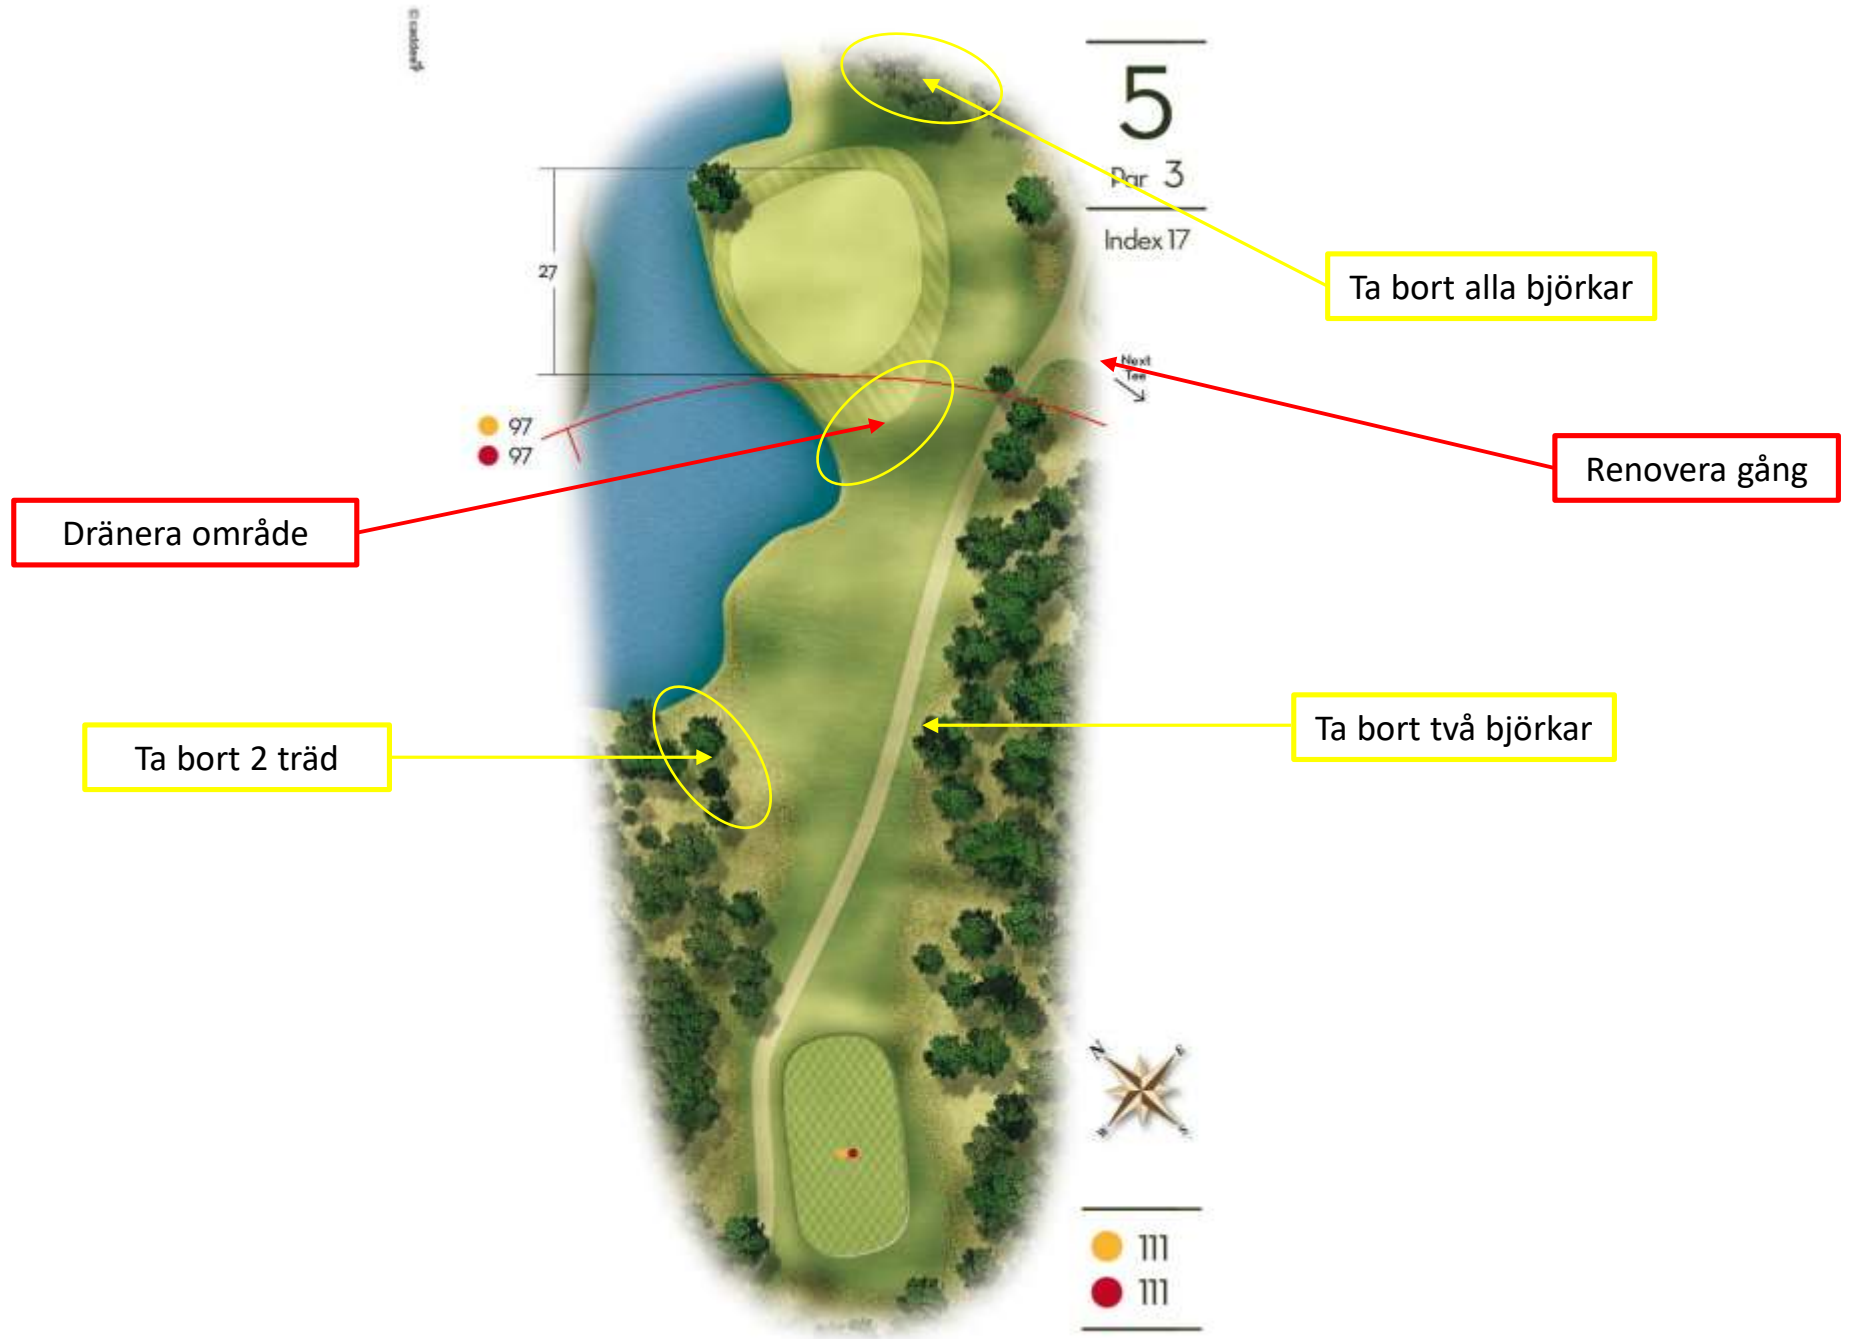 © caddee
5
Par 3
Index 17
Ta bort alla björkar
27
Next
Tee
97
97
Renovera gång
Dränera område
Ta bort två björkar
Ta bort 2 träd
N
111
111